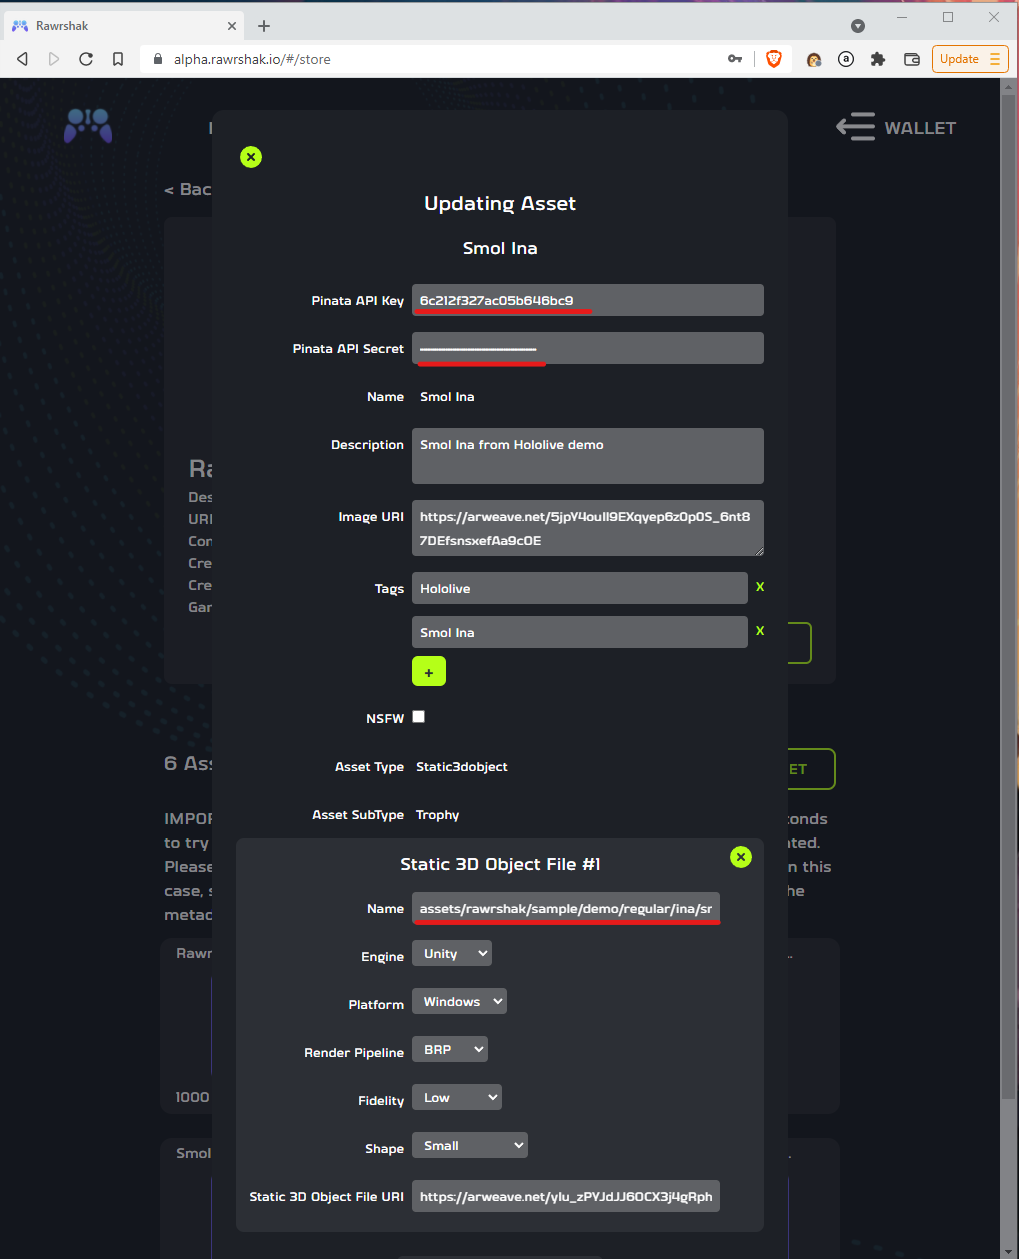 Rawrshak
alpha.rawrshak.io/#/store
Update
WALLET
< Bac
Updating Asset
Smol Ina
Pinata API Key
6c212f327ac05b646bc9
Pinata API Secret
Name
Smol Ina
Description
Smol Ina from Hololive demo
Image URI
https://arweave.net/5jpY4oull9EXqyep6z0p0S_6nt8
7DEfsnsxefAa9c0E
Ra
Des
URI
Con
Cre
Cre
Gar
Tags
Hololive
X
Smol Ina
X
+
NSFW
6 Ass
Asset Type
Static3dobject
ET
Asset SubType
Trophy
IMPOR
conds
to try
ated.
Please
n this
case, s
he
metac
Static 3D Object File #1
Name
assets/rawrshak/sample/demo/regular/ina/sr
Rawr
Engine
Unity
Platform
Windows
Render Pipeline
BRP
1000
Fidelity
Low
Smol
Shape
Small
Static 3D Object File URI
https://arweave.net/ylu_zPYJdJJ60CX3j4gRph